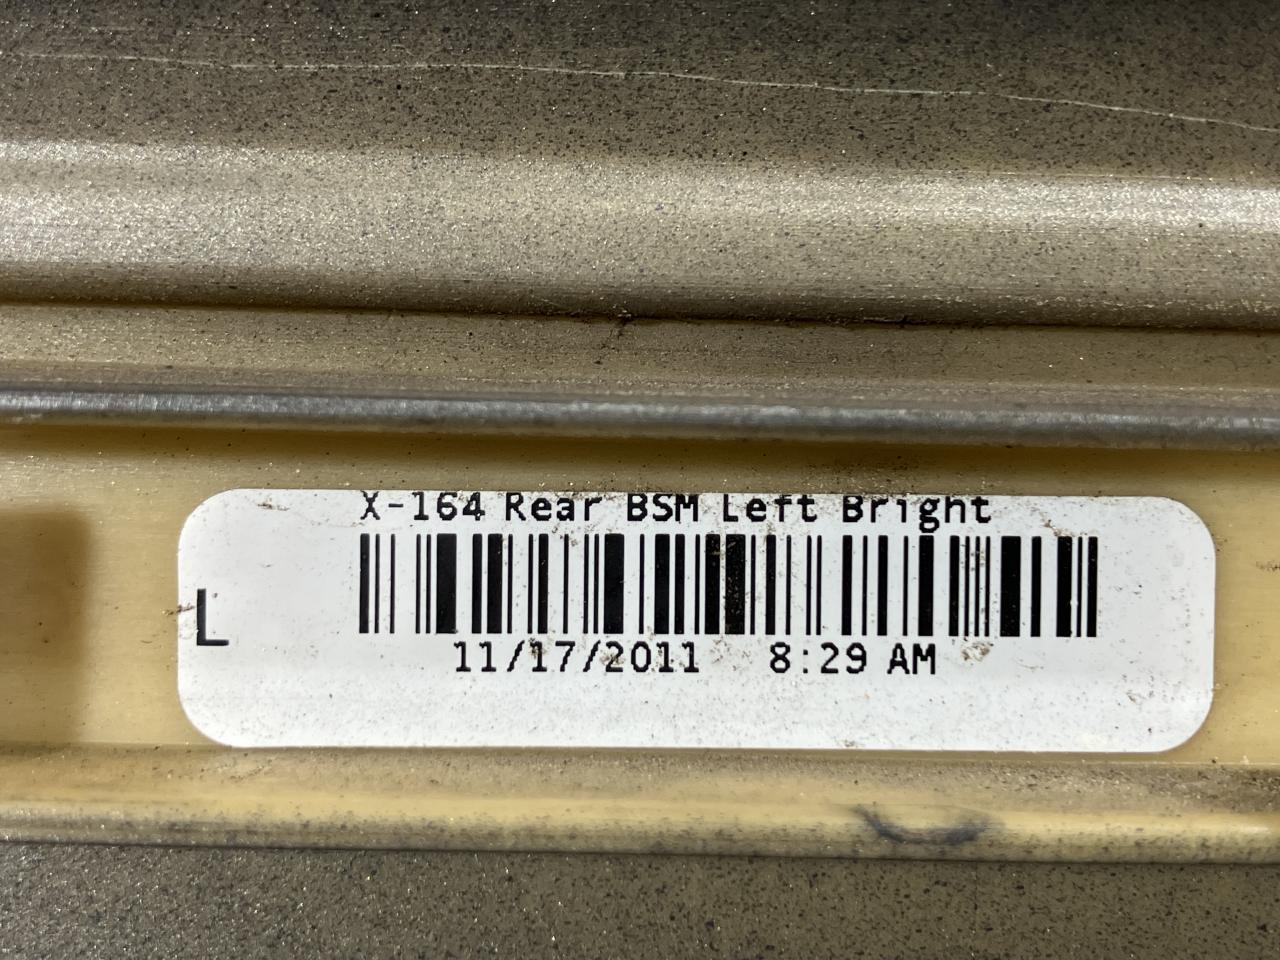 X-164 Rear BSM Left Bright
L
11/17/2011 8:29 AM